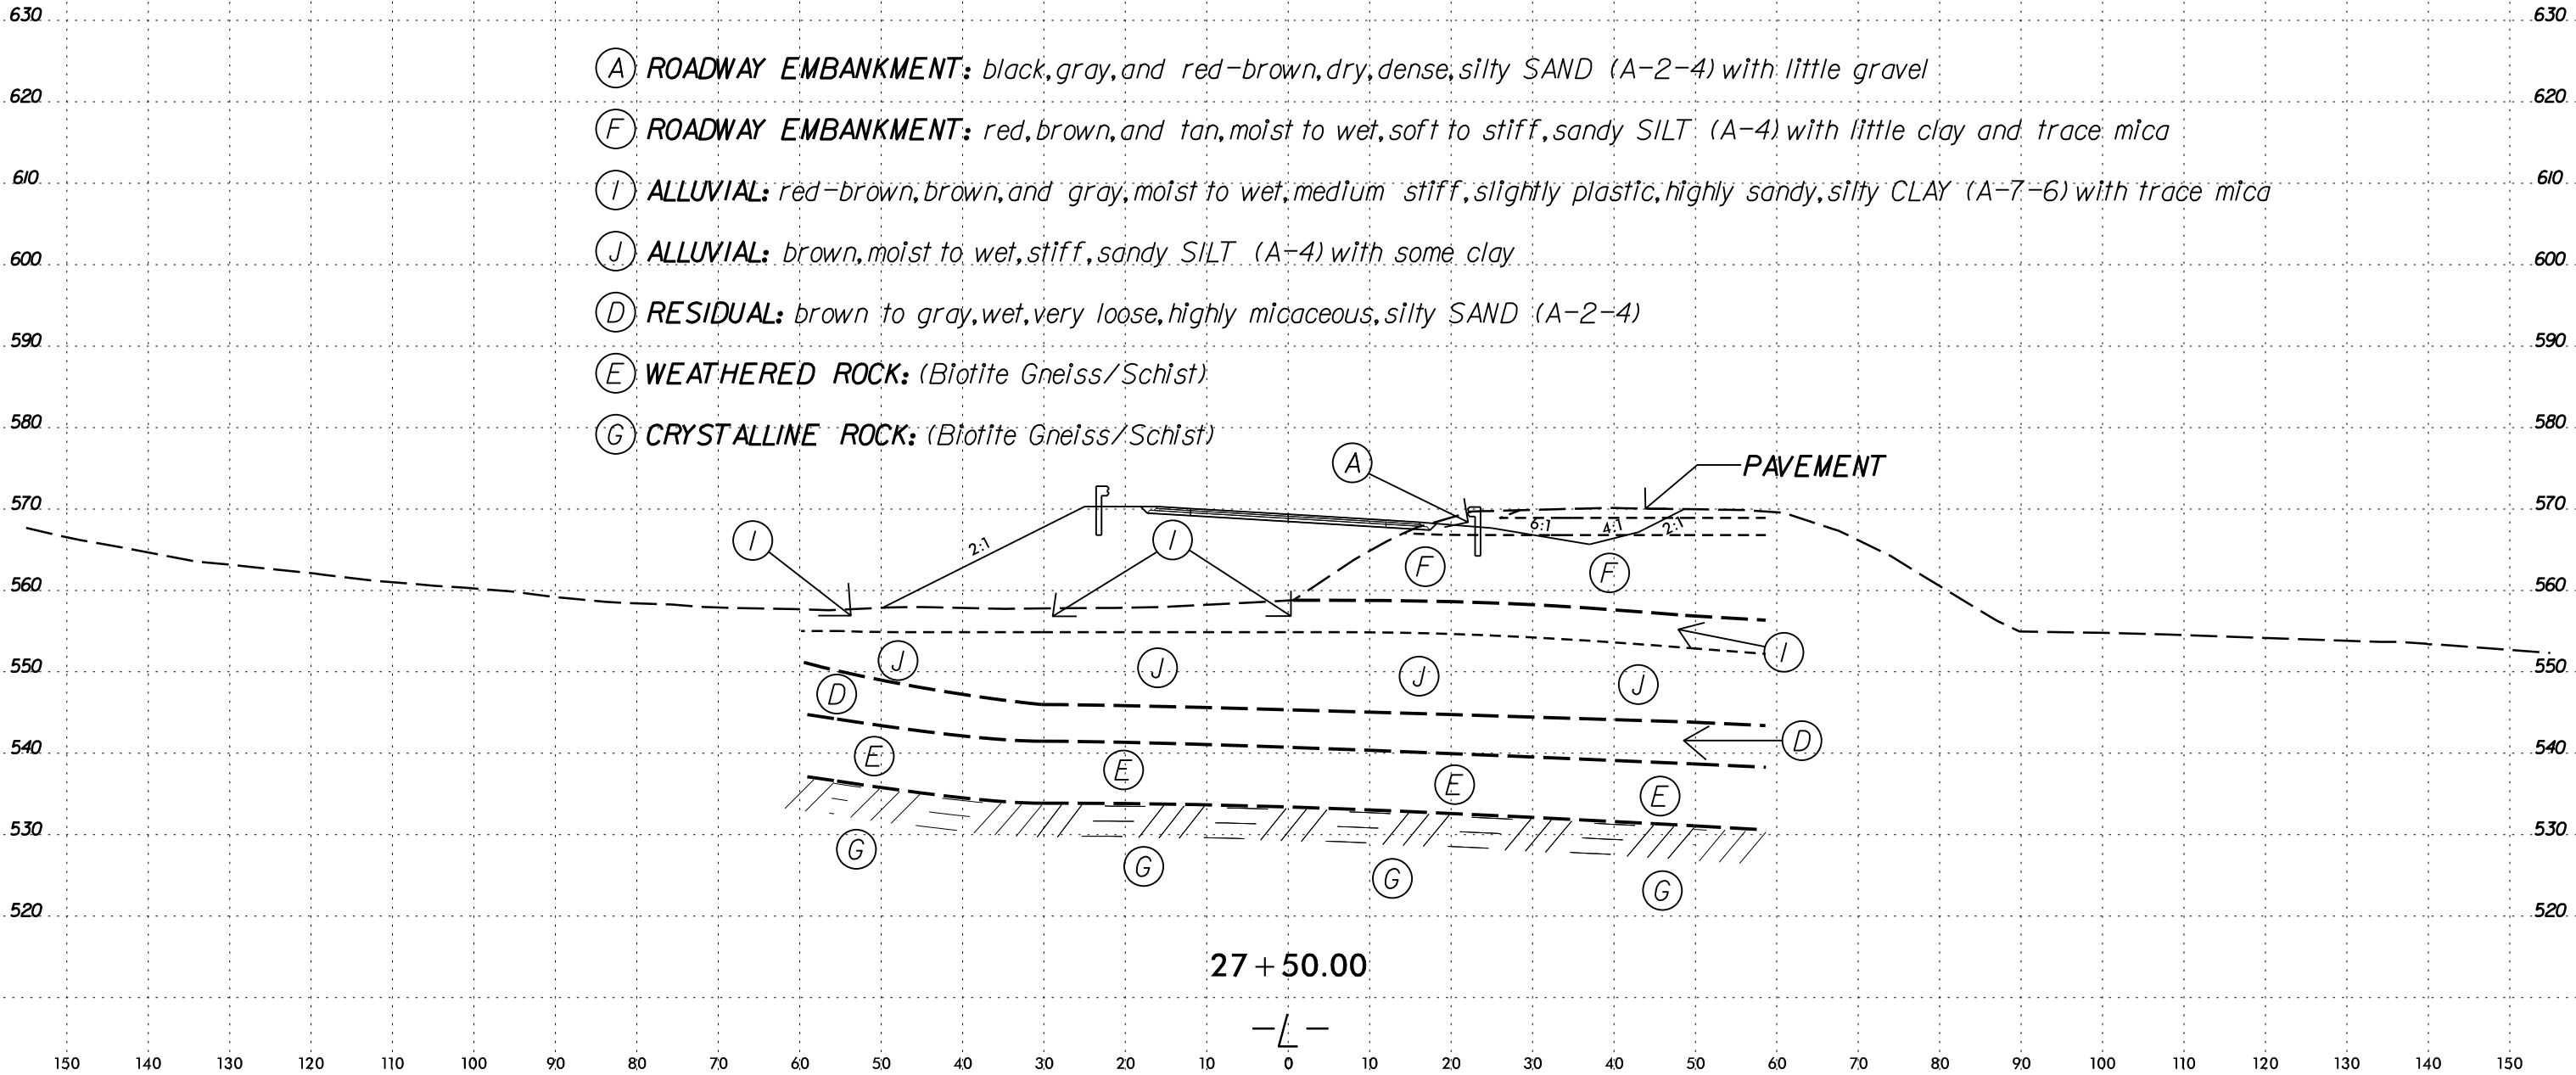 630 630
(A) ROADWAY EMBANKMENT: black, gray, and red-brown, dry, dense, silty SAND (A-2-4) with little gravel
620 620
(F) ROADWAY EMBANKMENT: red, brown, and tan, moist to wet, soft to stiff, sandy SILT (A-4) with little clay and trace mica
610 610
(I) ALLUVIAL: red-brown, brown, and gray, moist to wet, medium stiff, slightly plastic, highly sandy, silty CLAY (A-7-6) with trace mica
(J) ALLUVIAL: brown, moist to wet, stiff, sandy SILT (A-4) with some clay
600 600
(D) RESIDUAL: brown to gray, wet, very loose, highly micaceous, silty SAND (A-2-4)
590 590
(E) WEATHERED ROCK: (Biotite Gneiss/Schist)
580 580
(G) CRYSTALLINE ROCK: (Biotite Gneiss/Schist)
A PAVEMENT
570 570
6:1 4:1 2:1
I 2:1 I
F F
560 560
I
J J J J
550 550
D
D
540 540
E E E E
530 530
G G G G
520 520
27+50.00
-L-
150 140 130 120 110 100 90 80 70 60 50 40 30 20 10 0 10 20 30 40 50 60 70 80 90 100 110 120 130 140 150